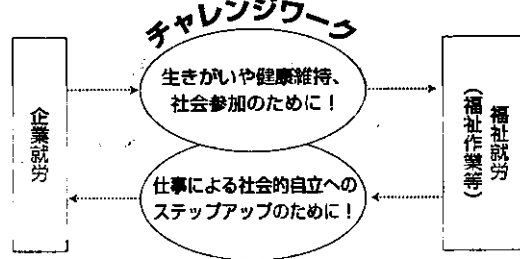 チャレンジワーク
企業就労
生きがいや健康維持、
社会参加のために！
仕事による社会的自立への
ステップアップのために！
福祉就労
（福祉作業等）